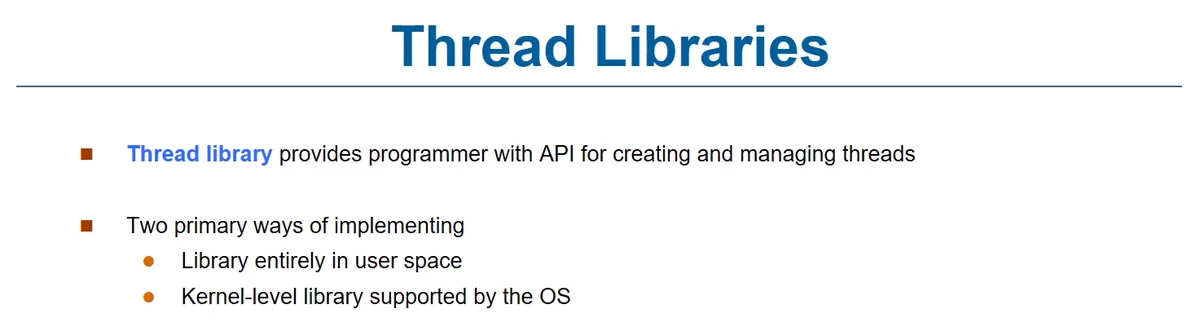 Thread Libraries
Thread library provides programmer with API for creating and managing threads
Two primary ways of implementing
Library entirely in user space
Kernel-level library supported by the OS